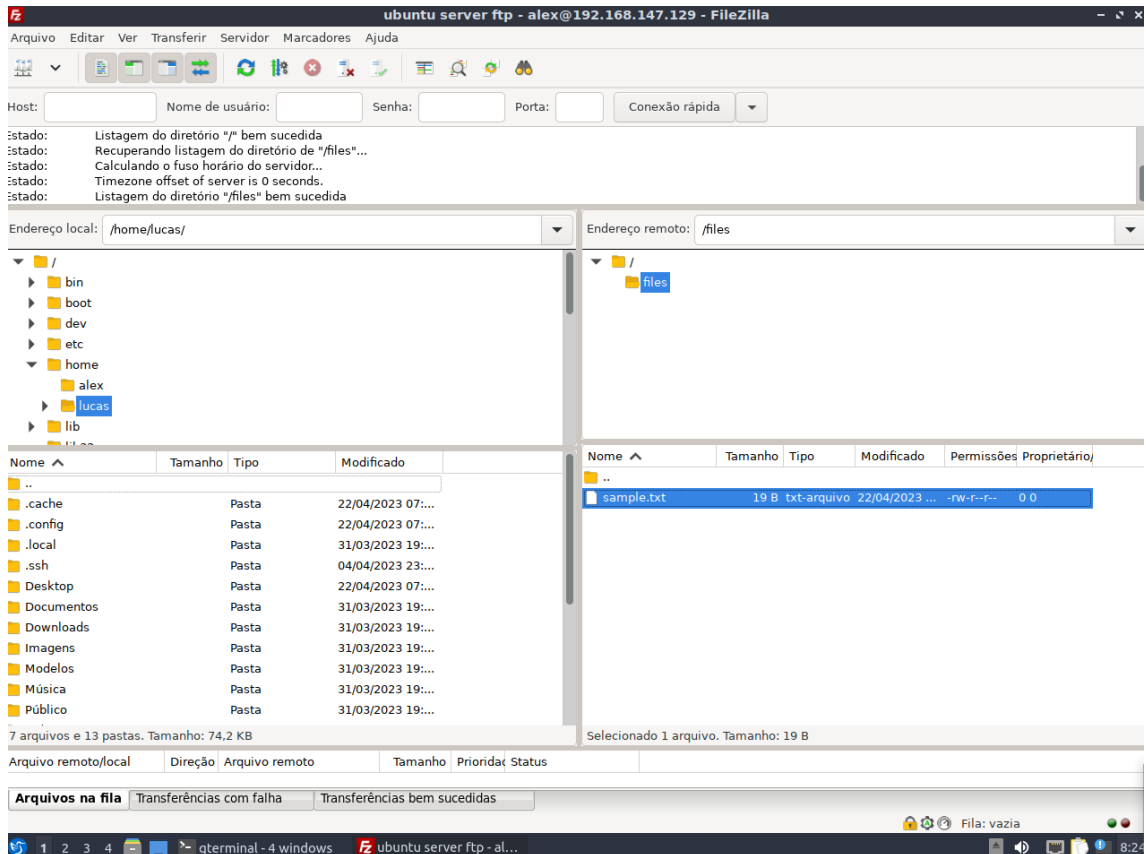 ubuntu server ftp - alex@192.168.147.129 - FileZilla
Arquivo Editar Ver Transferir Servidor Marcadores Ajuda
Host: Nome de usuário: Senha: Porta: Conexão rápida
Estado: Listagem do diretório "/" bem sucedida
Estado: Recuperando listagem do diretório de "/files"...
Estado: Calculando o fuso horário do servidor...
Estado: Timezone offset of server is 0 seconds.
Estado: Listagem do diretório "/files" bem sucedida
Endereço local: /home/lucas/
/
bin
boot
dev
etc
home
alex
lucas
lib
Nome Tamanho Tipo Modificado
..
.cache Pasta 22/04/2023 07:...
.config Pasta 22/04/2023 07:...
.local Pasta 31/03/2023 19:...
.ssh Pasta 04/04/2023 23:...
Desktop Pasta 22/04/2023 07:...
Documentos Pasta 31/03/2023 19:...
Downloads Pasta 31/03/2023 19:...
Imagens Pasta 31/03/2023 19:...
Modelos Pasta 31/03/2023 19:...
Música Pasta 31/03/2023 19:...
Público Pasta 31/03/2023 19:...
7 arquivos e 13 pastas. Tamanho: 74,2 KB
Endereço remoto: /files
/
files
Nome Tamanho Tipo Modificado Permissões Proprietário/
..
sample.txt 19 B txt-arquivo 22/04/2023 ... -rw-r--r-- 0 0
Selecionado 1 arquivo. Tamanho: 19 B
Arquivo remoto/local Direção Arquivo remoto Tamanho Prioridad Status
Arquivos na fila Transferências com falha Transferências bem sucedidas
Fila: vazia
1 2 3 4 qterminal - 4 windows ubuntu server ftp - al... 8:24